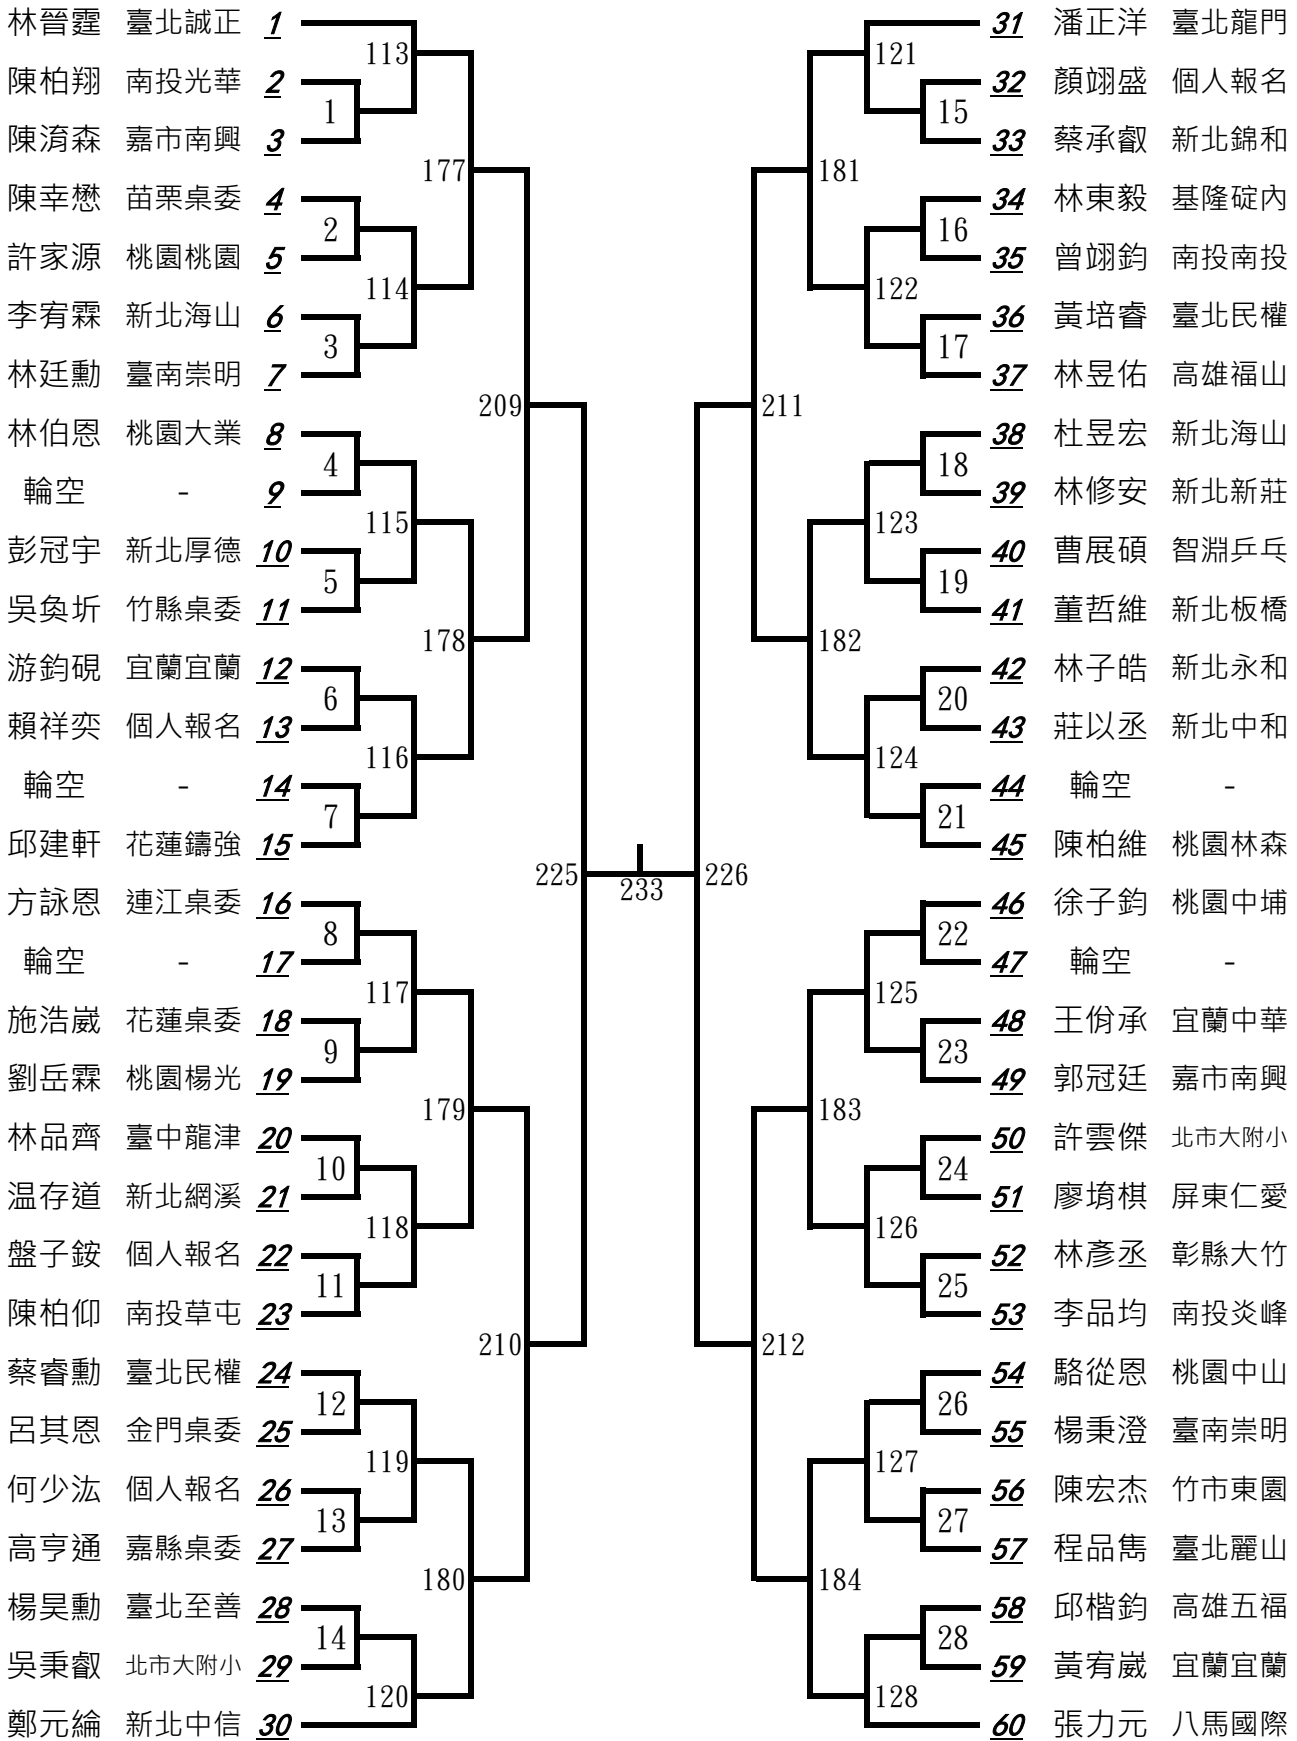 林晉霆 臺北誠正 1 31 潘正洋 臺北龍門
113 121
陳柏翔 南投光華 2 32 顏翊盛 個人報名
1 15
陳淯森 嘉市南興 3 33 蔡承叡 新北錦和
177 181
陳幸懋 苗栗桌委 4 34 林東毅 基隆碇內
2 16
許家源 桃園桃園 5 35 曾翊鈞 南投南投
114 122
李宥霖 新北海山 6 36 黃培睿 臺北民權
3 17
林廷勳 臺南崇明 7 37 林昱佑 高雄福山
209 211
林伯恩 桃園大業 8 38 杜昱宏 新北海山
4 18
輪空 - 9 39 林修安 新北新莊
115 123
彭冠宇 新北厚德 10 40 曹展碩 智淵乒乓
5 19
吳奐圻 竹縣桌委 11 41 董哲維 新北板橋
178 182
游鈞硯 宜蘭宜蘭 12 42 林子皓 新北永和
6 20
賴祥奕 個人報名 13 43 莊以丞 新北中和
116 124
輪空 - 14 44 輪空 -
7 21
邱建軒 花蓮鑄強 15 45 陳柏維 桃園林森
225 233 226
方詠恩 連江桌委 16 46 徐子鈞 桃園中埔
8 22
輪空 - 17 47 輪空 -
117 125
施浩崴 花蓮桌委 18 48 王佾承 宜蘭中華
9 23
劉岳霖 桃園楊光 19 49 郭冠廷 嘉市南興
179 183
林品齊 臺中龍津 20 50 許雲傑 北市大附小
10 24
温存道 新北網溪 21 51 廖堉棋 屏東仁愛
118 126
盤子銨 個人報名 22 52 林彥丞 彰縣大竹
11 25
陳柏仰 南投草屯 23 53 李品均 南投炎峰
210 212
蔡睿勳 臺北民權 24 54 駱從恩 桃園中山
12 26
呂其恩 金門桌委 25 55 楊秉澄 臺南崇明
119 127
何少汯 個人報名 26 56 陳宏杰 竹市東園
13 27
高亨通 嘉縣桌委 27 57 程品雋 臺北麗山
180 184
楊昊勳 臺北至善 28 58 邱楷鈞 高雄五福
14 28
吳秉叡 北市大附小 29 59 黃宥崴 宜蘭宜蘭
120 128
鄭元綸 新北中信 30 60 張力元 八馬國際